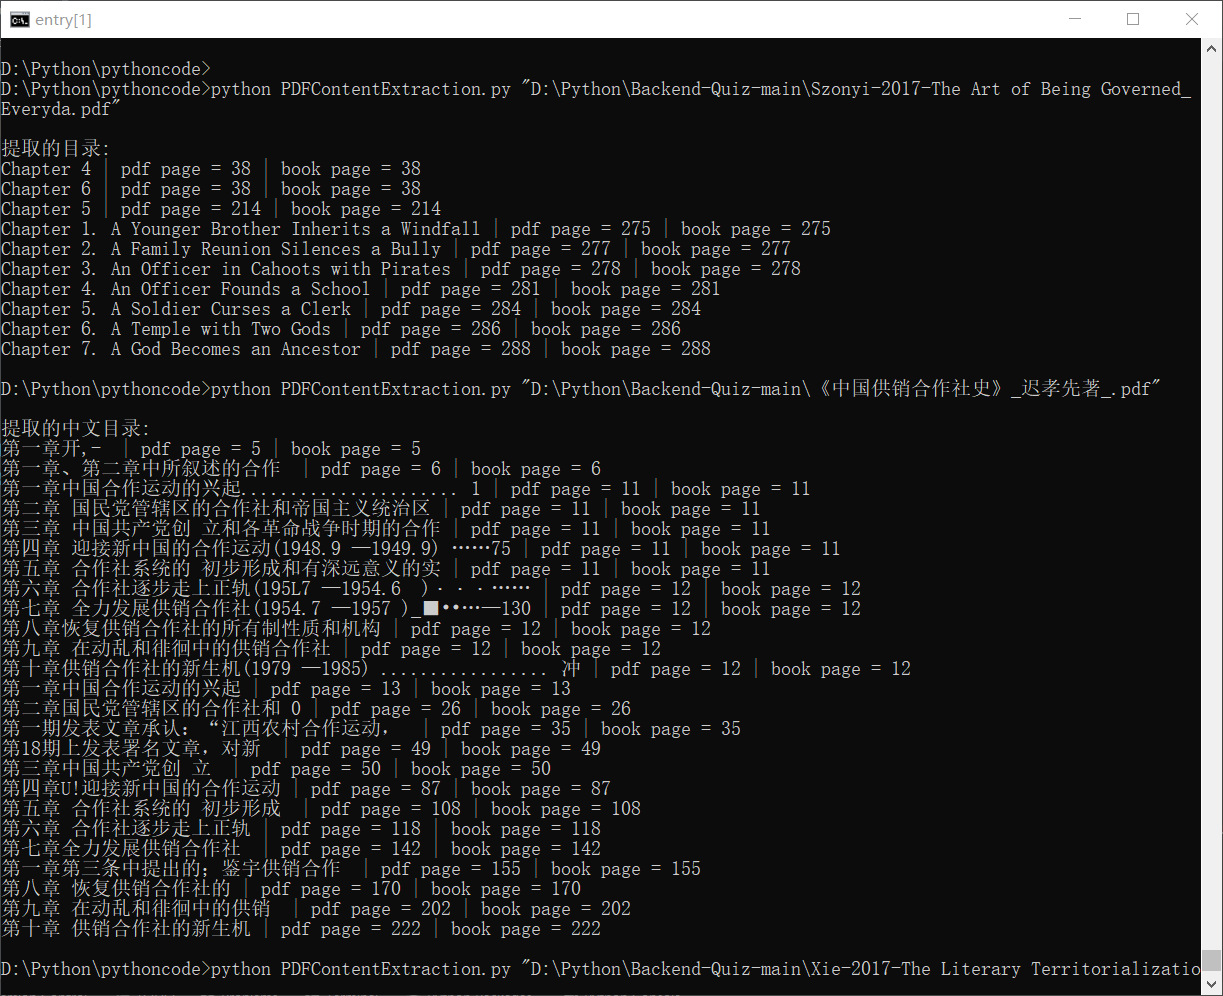 entry[1]
D:\Python\pythoncode>
D:\Python\pythoncode>python PDFContentExtraction.py "D:\Python\Backend-Quiz-main\Szonyi-2017-The Art of Being Governed_
Everyda.pdf"
提取的目录:
Chapter 4 | pdf page = 38 | book page = 38
Chapter 6 | pdf page = 38 | book page = 38
Chapter 5 | pdf page = 214 | book page = 214
Chapter 1. A Younger Brother Inherits a Windfall | pdf page = 275 | book page = 275
Chapter 2. A Family Reunion Silences a Bully | pdf page = 277 | book page = 277
Chapter 3. An Officer in Cahoots with Pirates | pdf page = 278 | book page = 278
Chapter 4. An Officer Founds a School | pdf page = 281 | book page = 281
Chapter 5. A Soldier Curses a Clerk | pdf page = 284 | book page = 284
Chapter 6. A Temple with Two Gods | pdf page = 286 | book page = 286
Chapter 7. A God Becomes an Ancestor | pdf page = 288 | book page = 288
D:\Python\pythoncode>python PDFContentExtraction.py "D:\Python\Backend-Quiz-main\《中国供销合作社史》_迟孝先著_.pdf"
提取的中文目录:
第一章开,- | pdf page = 5 | book page = 5
第一章、第二章中所叙述的合作 | pdf page = 6 | book page = 6
第一章中国合作运动的兴起...................... 1 | pdf page = 11 | book page = 11
第二章 国民党管辖区的合作社和帝国主义统治区 | pdf page = 11 | book page = 11
第三章 中国共产党创 立和各革命战争时期的合作 | pdf page = 11 | book page = 11
第四章 迎接新中国的合作运动(1948.9 —1949.9) ……75 | pdf page = 11 | book page = 11
第五章 合作社系统的 初步形成和有深远意义的实 | pdf page = 11 | book page = 11
第六章 合作社逐步走上正轨(195L7 —1954.6  )···…… | pdf page = 12 | book page = 12
第七章 全力发展供销合作社(1954.7 —1957 )_■••…—130 | pdf page = 12 | book page = 12
第八章恢复供销合作社的所有制性质和机构 | pdf page = 12 | book page = 12
第九章 在动乱和徘徊中的供销合作社 | pdf page = 12 | book page = 12
第十章供销合作社的新生机(1979 —1985) ................. 冲 | pdf page = 12 | book page = 12
第一章中国合作运动的兴起 | pdf page = 13 | book page = 13
第二章国民党管辖区的合作社和 0 | pdf page = 26 | book page = 26
第一期发表文章承认：“江西农村合作运动， | pdf page = 35 | book page = 35
第18期上发表署名文章，对新 | pdf page = 49 | book page = 49
第三章中国共产党创 立 | pdf page = 50 | book page = 50
第四章U!迎接新中国的合作运动 | pdf page = 87 | book page = 87
第五章 合作社系统的 初步形成 | pdf page = 108 | book page = 108
第六章 合作社逐步走上正轨 | pdf page = 118 | book page = 118
第七章全力发展供销合作社 | pdf page = 142 | book page = 142
第一章第三条中提出的；鉴宇供销合作 | pdf page = 155 | book page = 155
第八章 恢复供销合作社的 | pdf page = 170 | book page = 170
第九章 在动乱和徘徊中的供销 | pdf page = 202 | book page = 202
第十章 供销合作社的新生机 | pdf page = 222 | book page = 222
D:\Python\pythoncode>python PDFContentExtraction.py "D:\Python\Backend-Quiz-main\Xie-2017-The Literary Territorializatio